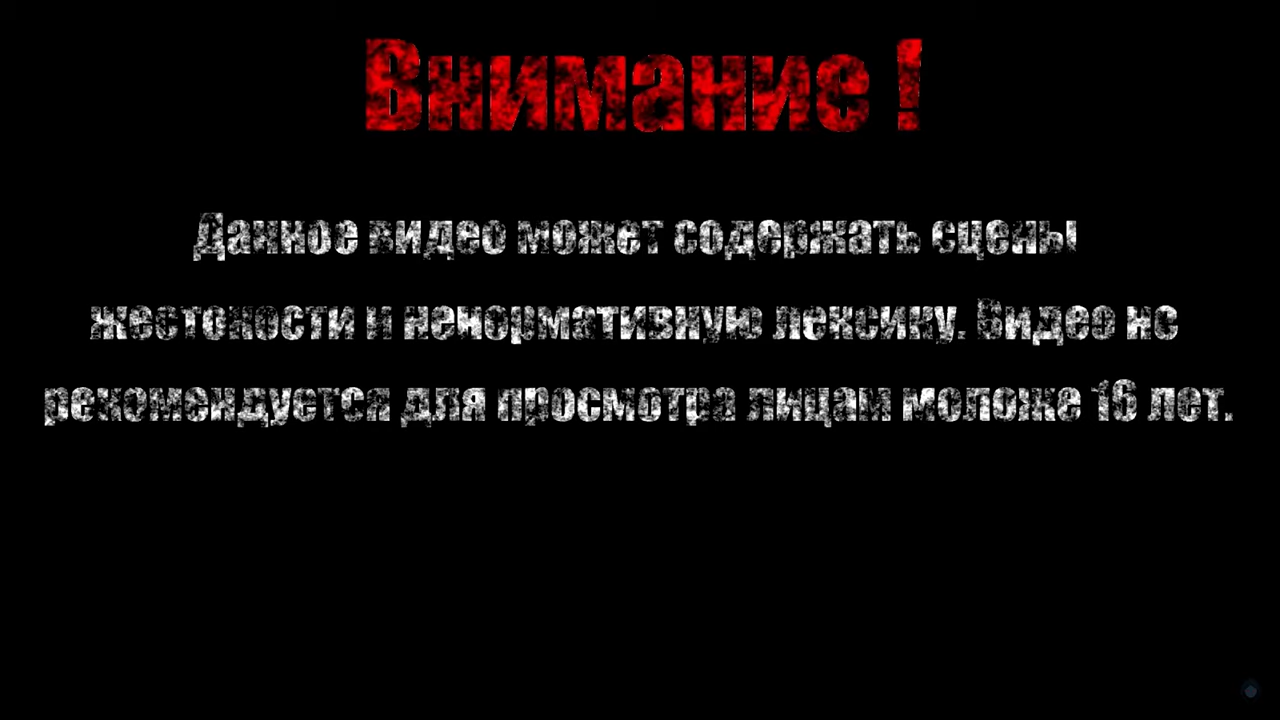 Внимание !
Данное видео может содержать сцены
жестокости и ненормативную лексику. Видео не
рекомендуется для просмотра лицам моложе 16 лет.